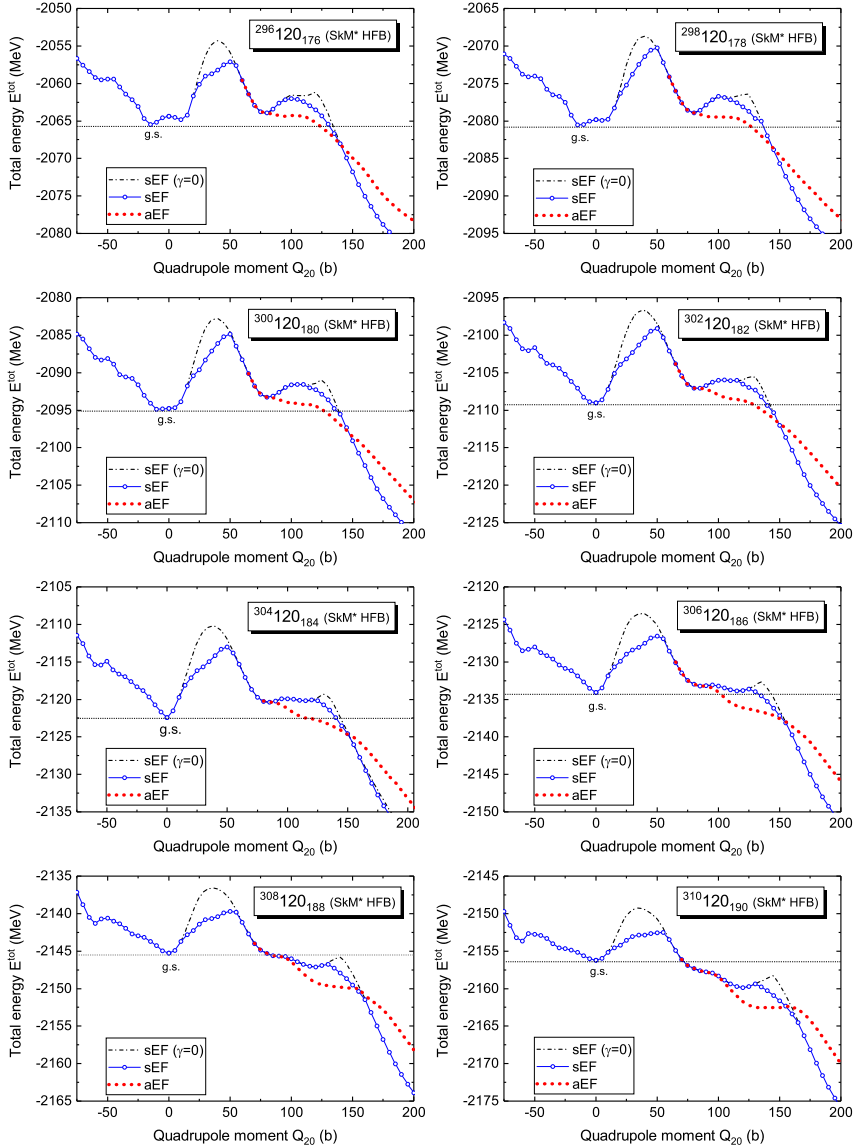 Total energy E^tot (MeV)
-2050
-2055
-2060
-2065
-2070
-2075
-2080
²⁹⁶120₁₇₆ (SkM* HFB)
g.s.
sEF (γ=0)
sEF
aEF
-50 0 50 100 150 200
Quadrupole moment Q₂₀ (b)
Total energy E^tot (MeV)
-2065
-2070
-2075
-2080
-2085
-2090
-2095
²⁹⁸120₁₇₈ (SkM* HFB)
g.s.
sEF (γ=0)
sEF
aEF
-50 0 50 100 150 200
Quadrupole moment Q₂₀ (b)
Total energy E^tot (MeV)
-2080
-2085
-2090
-2095
-2100
-2105
-2110
³⁰⁰120₁₈₀ (SkM* HFB)
g.s.
sEF (γ=0)
sEF
aEF
-50 0 50 100 150 200
Quadrupole moment Q₂₀ (b)
Total energy E^tot (MeV)
-2095
-2100
-2105
-2110
-2115
-2120
-2125
³⁰²120₁₈₂ (SkM* HFB)
g.s.
sEF (γ=0)
sEF
aEF
-50 0 50 100 150 200
Quadrupole moment Q₂₀ (b)
Total energy E^tot (MeV)
-2105
-2110
-2115
-2120
-2125
-2130
-2135
³⁰⁴120₁₈₄ (SkM* HFB)
g.s.
sEF (γ=0)
sEF
aEF
-50 0 50 100 150 200
Quadrupole moment Q₂₀ (b)
Total energy E^tot (MeV)
-2120
-2125
-2130
-2135
-2140
-2145
-2150
³⁰⁶120₁₈₆ (SkM* HFB)
g.s.
sEF (γ=0)
sEF
aEF
-50 0 50 100 150 200
Quadrupole moment Q₂₀ (b)
Total energy E^tot (MeV)
-2135
-2140
-2145
-2150
-2155
-2160
-2165
³⁰⁸120₁₈₈ (SkM* HFB)
g.s.
sEF (γ=0)
sEF
aEF
-50 0 50 100 150 200
Quadrupole moment Q₂₀ (b)
Total energy E^tot (MeV)
-2145
-2150
-2155
-2160
-2165
-2170
-2175
³¹⁰120₁₉₀ (SkM* HFB)
g.s.
sEF (γ=0)
sEF
aEF
-50 0 50 100 150 200
Quadrupole moment Q₂₀ (b)